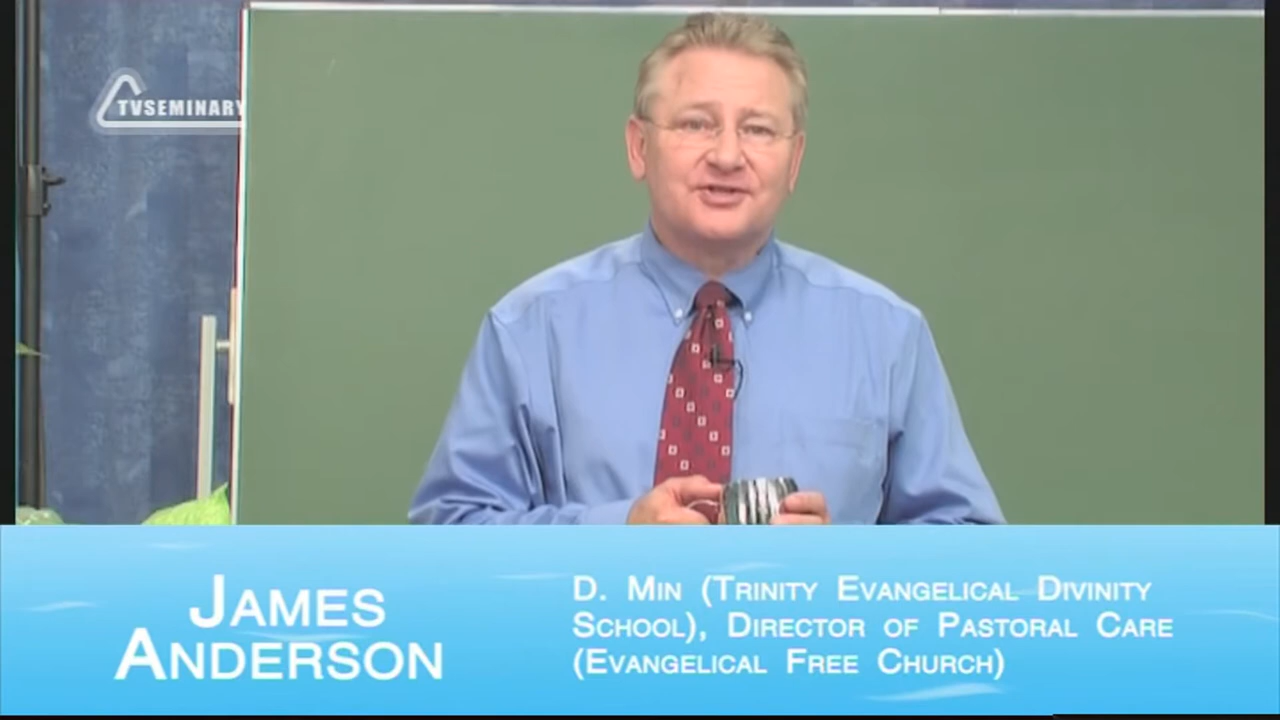 TVSEMINARY
JAMES
ANDERSON
D. MIN (TRINITY EVANGELICAL DIVINITY
SCHOOL), DIRECTOR OF PASTORAL CARE
(EVANGELICAL FREE CHURCH)